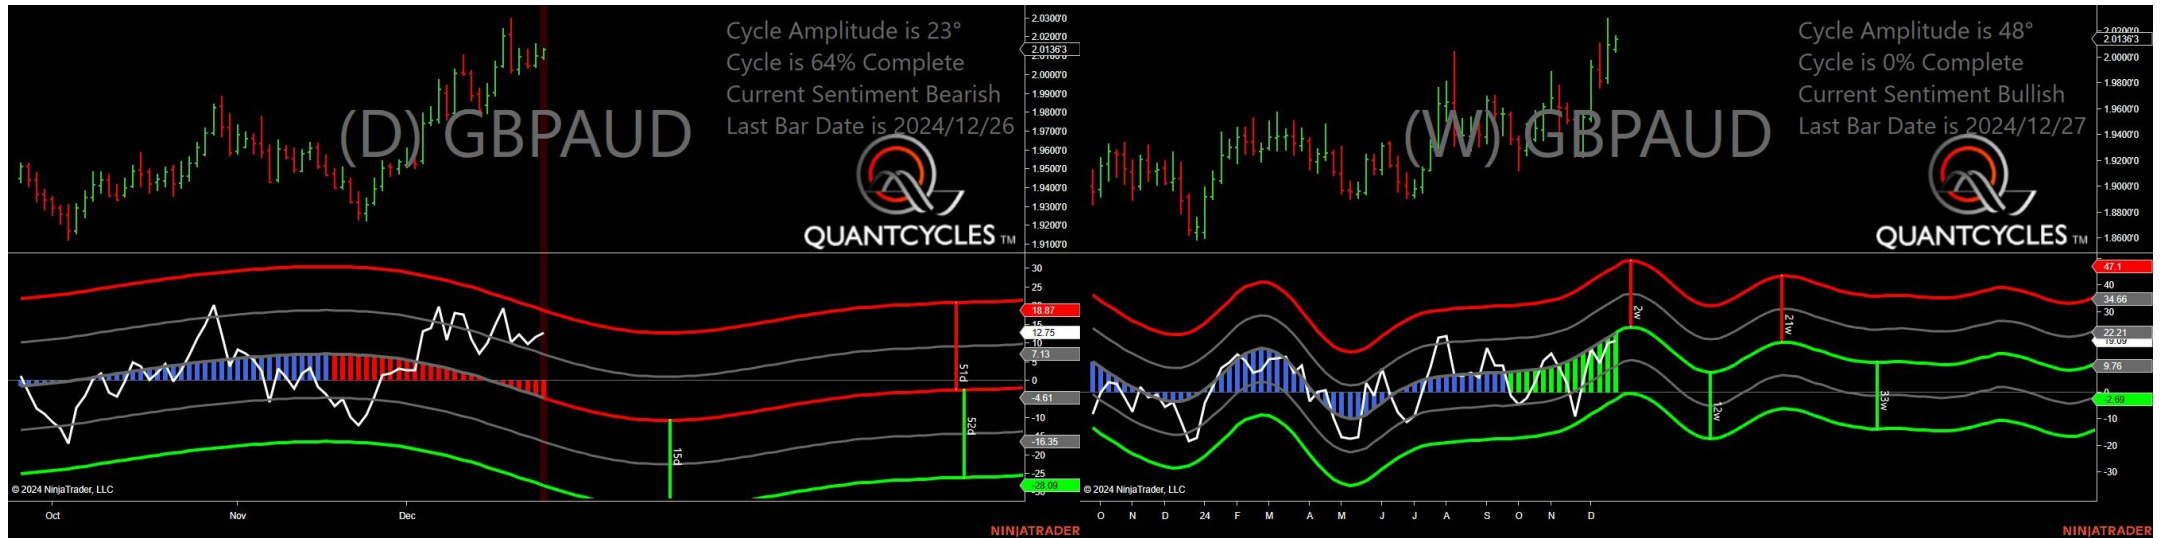 Cycle Amplitude is 23°
Cycle is 64% Complete
Current Sentiment Bearish
Last Bar Date is 2024/12/26
(D) GBPAUD
QUANTCYCLES TM
2.0300'0
2.0200'0
2.0136'3
2.0000'0
1.9900'0
1.9800'0
1.9700'0
1.9600'0
1.9500'0
1.9400'0
1.9300'0
1.9200'0
1.9100'0
30
25
18.87
15
12.75
10
7.13
5
0
-4.61
-10
-16.35
-20
-25
-28.09
15d
51d
52d
© 2024 NinjaTrader, LLC
Oct Nov Dec
NINJATRADER
Cycle Amplitude is 48°
Cycle is 0% Complete
Current Sentiment Bullish
Last Bar Date is 2024/12/27
(W) GBPAUD
QUANTCYCLES TM
2.0200'0
2.0136'3
2.0000'0
1.9800'0
1.9600'0
1.9400'0
1.9200'0
1.9000'0
1.8800'0
1.8600'0
47.1
40
34.66
30
22.21
19.09
9.76
0
-2.69
-10
-20
-30
2w
12w
21w
33w
© 2024 NinjaTrader, LLC
O N D 24 F M A M J J A S O N D
NINJATRADER